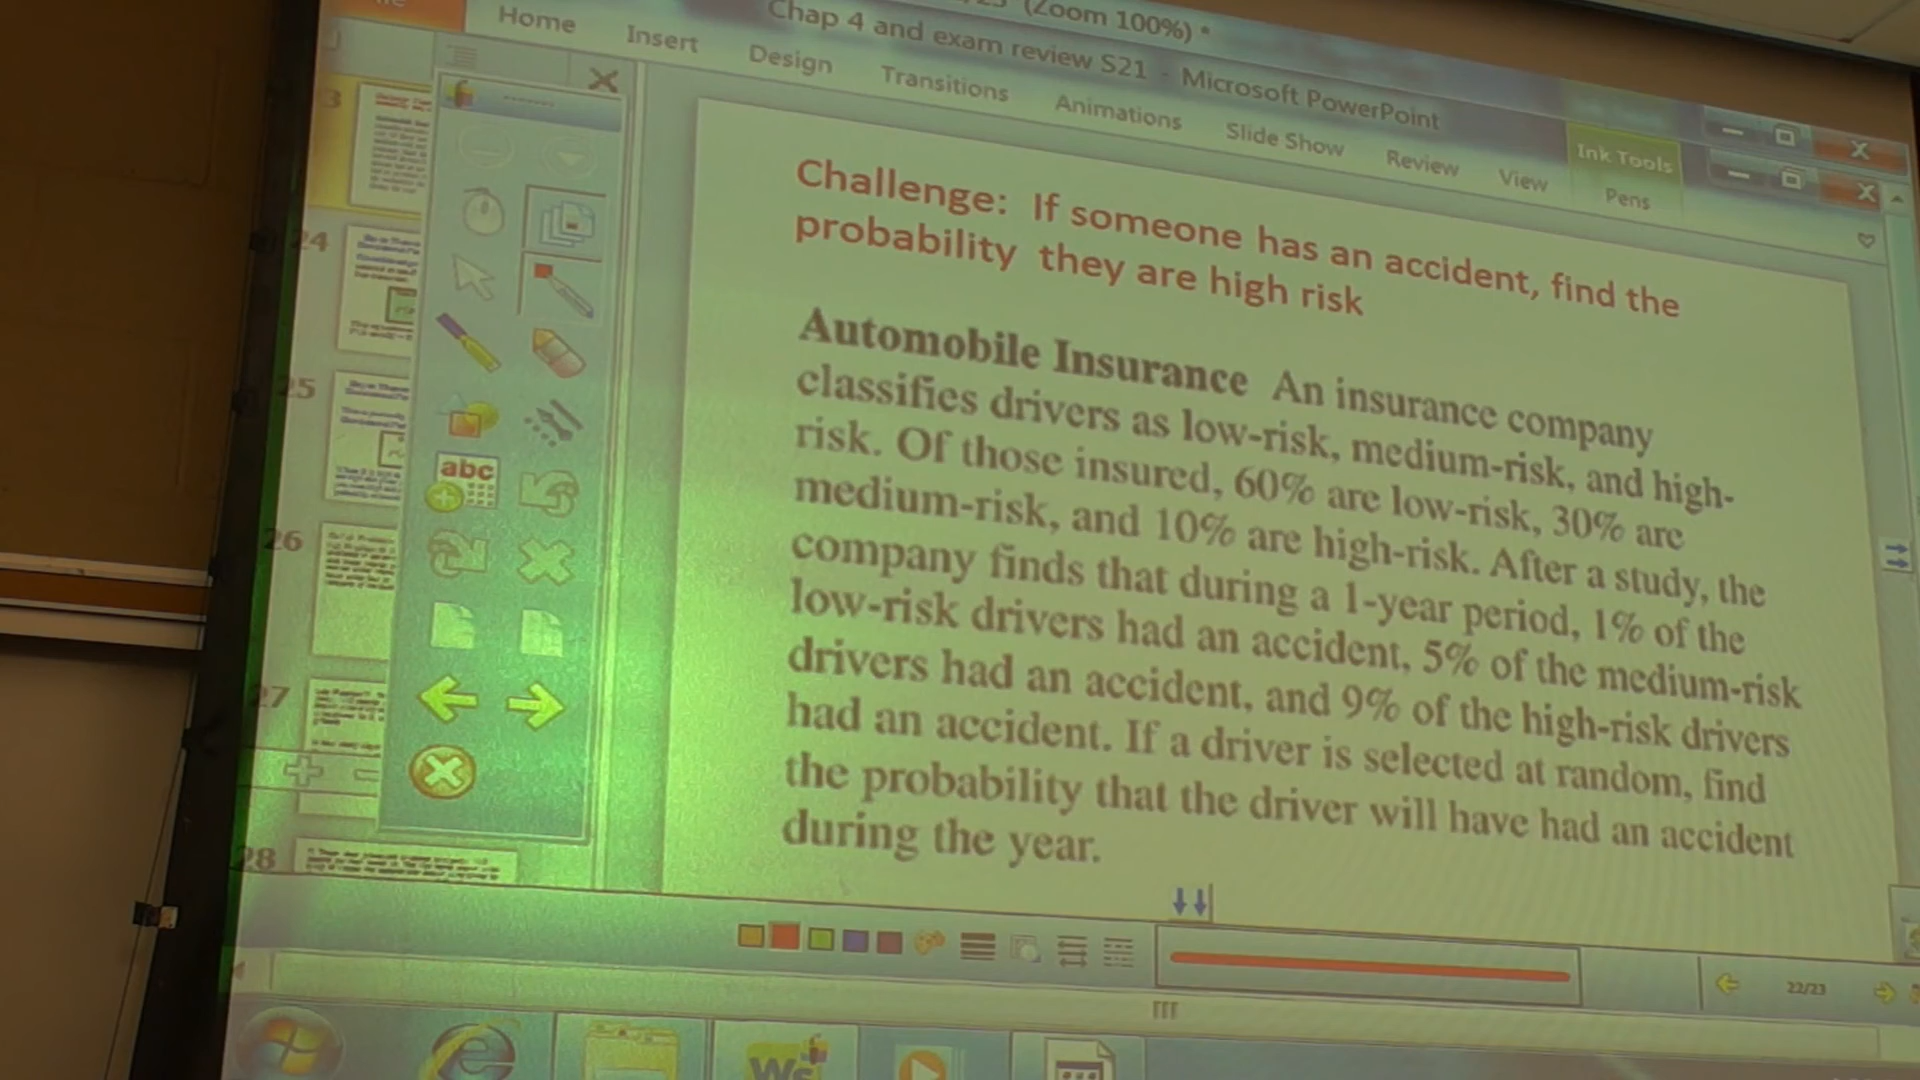 (Zoom 100%) *
Chap 4 and exam review S21 - Microsoft PowerPoint
Home Insert Design Transitions Animations Slide Show Review View
Ink Tools
Pens
Challenge: If someone has an accident, find the
probability they are high risk
Automobile Insurance An insurance company
classifies drivers as low-risk, medium-risk, and high-
risk. Of those insured, 60% are low-risk, 30% are
medium-risk, and 10% are high-risk. After a study, the
company finds that during a 1-year period, 1% of the
low-risk drivers had an accident, 5% of the medium-risk
drivers had an accident, and 9% of the high-risk drivers
had an accident. If a driver is selected at random, find
the probability that the driver will have had an accident
during the year.
3
24
25
26
27
28
abc
22/23